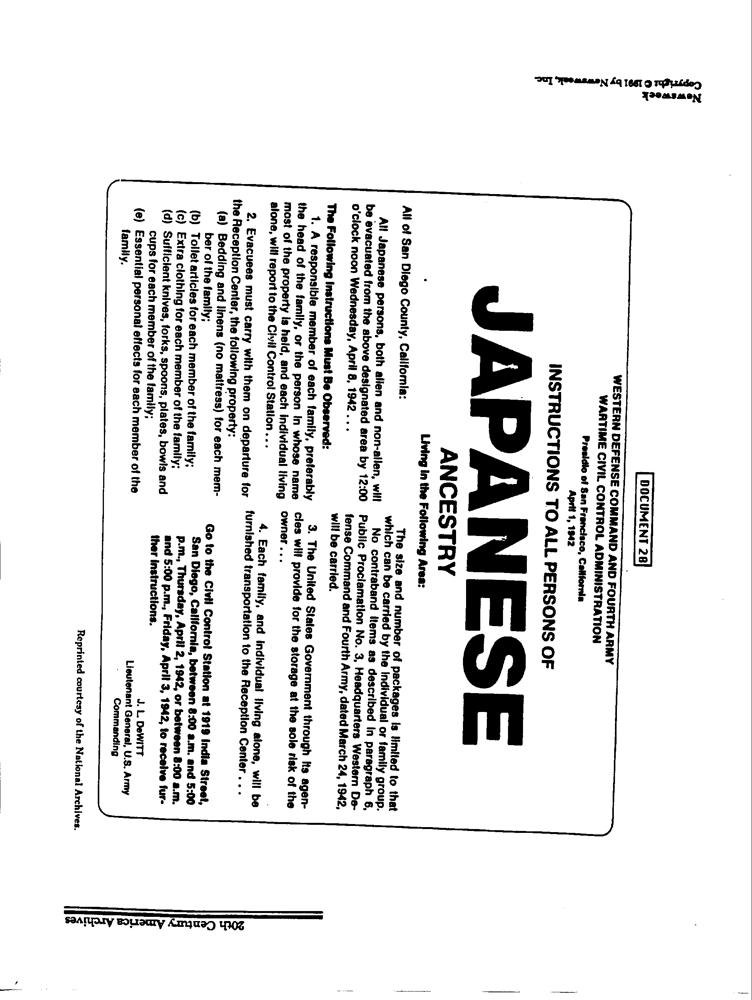 DOCUMENT 28
WESTERN DEFENSE COMMAND AND FOURTH ARMY
WARTIME CIVIL CONTROL ADMINISTRATION
Presidio of San Francisco, California
April 1, 1942
INSTRUCTIONS TO ALL PERSONS OF
JAPANESE
ANCESTRY
Living in the Following Area:
All of San Diego County, California:
All Japanese persons, both alien and non-alien, will
be evacuated from the above designated area by 12:00
o'clock noon Wednesday, April 8, 1942 . . .
The Following Instructions Must Be Observed:
1. A responsible member of each family, preferably
the head of the family, or the person in whose name
most of the property is held, and each individual living
alone, will report to the Civil Control Station . . .
2. Evacuees must carry with them on departure for
the Reception Center, the following property:
(a) Bedding and linens (no mattress) for each mem-
ber of the family;
(b) Toilet articles for each member of the family;
(c) Extra clothing for each member of the family;
(d) Sufficient knives, forks, spoons, plates, bowls and
cups for each member of the family;
(e) Essential personal effects for each member of the
family.
The size and number of packages is limited to that
which can be carried by the individual or family group.
No contraband items as described in paragraph 6,
Public Proclamation No. 3, Headquarters Western De-
fense Command and Fourth Army, dated March 24, 1942,
will be carried.
3. The United States Government through its agen-
cies will provide for the storage at the sole risk of the
owner . . .
4. Each family, and individual living alone, will be
furnished transportation to the Reception Center . . .
Go to the Civil Control Station at 1919 India Street,
San Diego, California, between 8:00 a.m. and 5:00
p.m., Thursday, April 2, 1942, or between 8:00 a.m.
and 5:00 p.m., Friday, April 3, 1942, to receive fur-
ther instructions.
J. L. DeWITT
Lieutenant General, U.S. Army
Commanding
Reprinted courtesy of the National Archives.
20th Century America Archives
Newsweek
Copyright © 1991 by Newsweek, Inc.